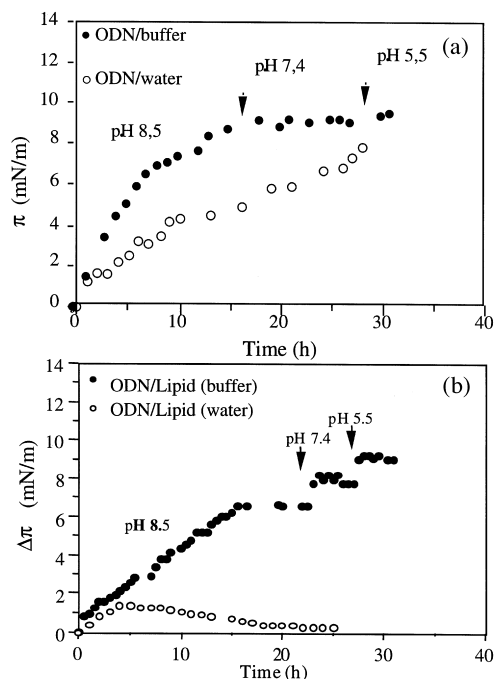 14
ODN/buffer
(a)
12
pH 7,4
pH 5,5
ODN/water
10
pH 8,5
8
π (mN/m)
6
4
2
0
0
10
20
30
40
Time (h)
14
ODN/Lipid (buffer)
(b)
12
ODN/Lipid (water)
10
pH 7.4
pH 5.5
8
Δπ (mN/m)
6
pH 8.5
4
2
0
0
10
20
30
40
Time (h)